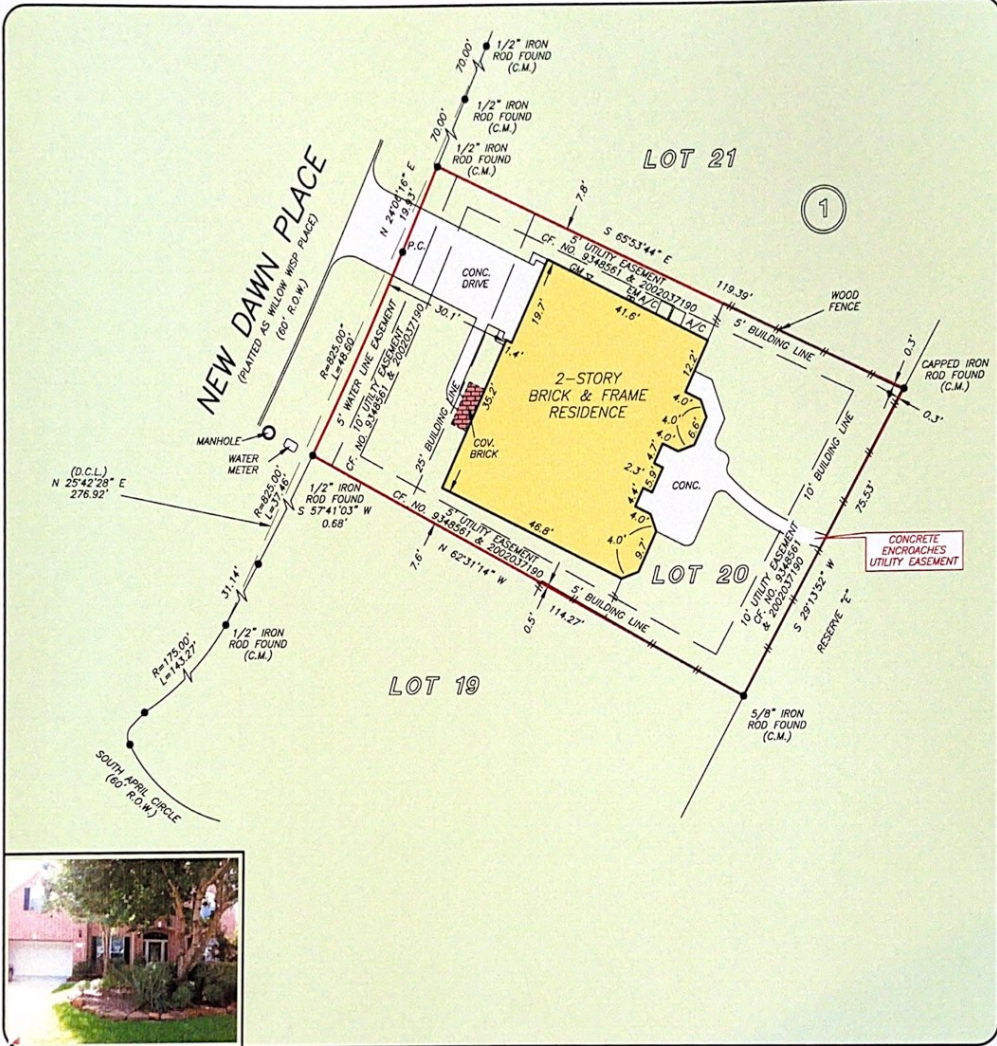 70.00'
1/2" IRON
ROD FOUND
(C.M.)
70.00'
1/2" IRON
ROD FOUND
(C.M.)
1/2" IRON
ROD FOUND
(C.M.)
LOT 21
1
NEW DAWN PLACE
(PLATTED AS WILLOW WISP PLACE)
(60' R.O.W.)
N 24°06'16" E
19.93'
P.C.
7.8'
S 65°53'44" E
119.39'
5' UTILITY EASEMENT
CF. NO. 9348561 & 2002037190
GM
EM
A/C
A/C
WOOD
FENCE
5' BUILDING LINE
0.3'
CAPPED IRON
ROD FOUND
(C.M.)
0.3'
CONC.
DRIVE
30.1'
19.7'
41.6'
1.4'
12.2'
2-STORY
BRICK & FRAME
RESIDENCE
35.2'
4.0'
4.0'
4.0'
6.6'
4.7'
2.3'
5.9'
4.4'
4.0'
4.0'
9.7'
CONC.
COV.
BRICK
46.8'
R=825.00'
L=48.60'
5' WATER LINE EASEMENT
10' UTILITY EASEMENT
CF. NO. 9348561 & 2002037190
25' BUILDING LINE
10' BUILDING LINE
75.53'
MANHOLE
WATER
METER
(D.C.L.)
N 25°42'28" E
276.92'
R=825.00'
L=37.46'
1/2" IRON
ROD FOUND
S 57°41'03" W
0.68'
5' UTILITY EASEMENT
CF. NO. 9348561 & 2002037190
7.6'
N 62°31'14" W
114.27'
0.5'
5' BUILDING LINE
LOT 20
10' UTILITY EASEMENT
CF. NO. 9348561
& 2002037190
S 29°13'52" W
RESERVE "E"
CONCRETE
ENCROACHES
UTILITY EASEMENT
31.14'
1/2" IRON
ROD FOUND
(C.M.)
R=175.00'
L=143.27'
LOT 19
5/8" IRON
ROD FOUND
(C.M.)
SOUTH APRIL CIRCLE
(60' R.O.W.)